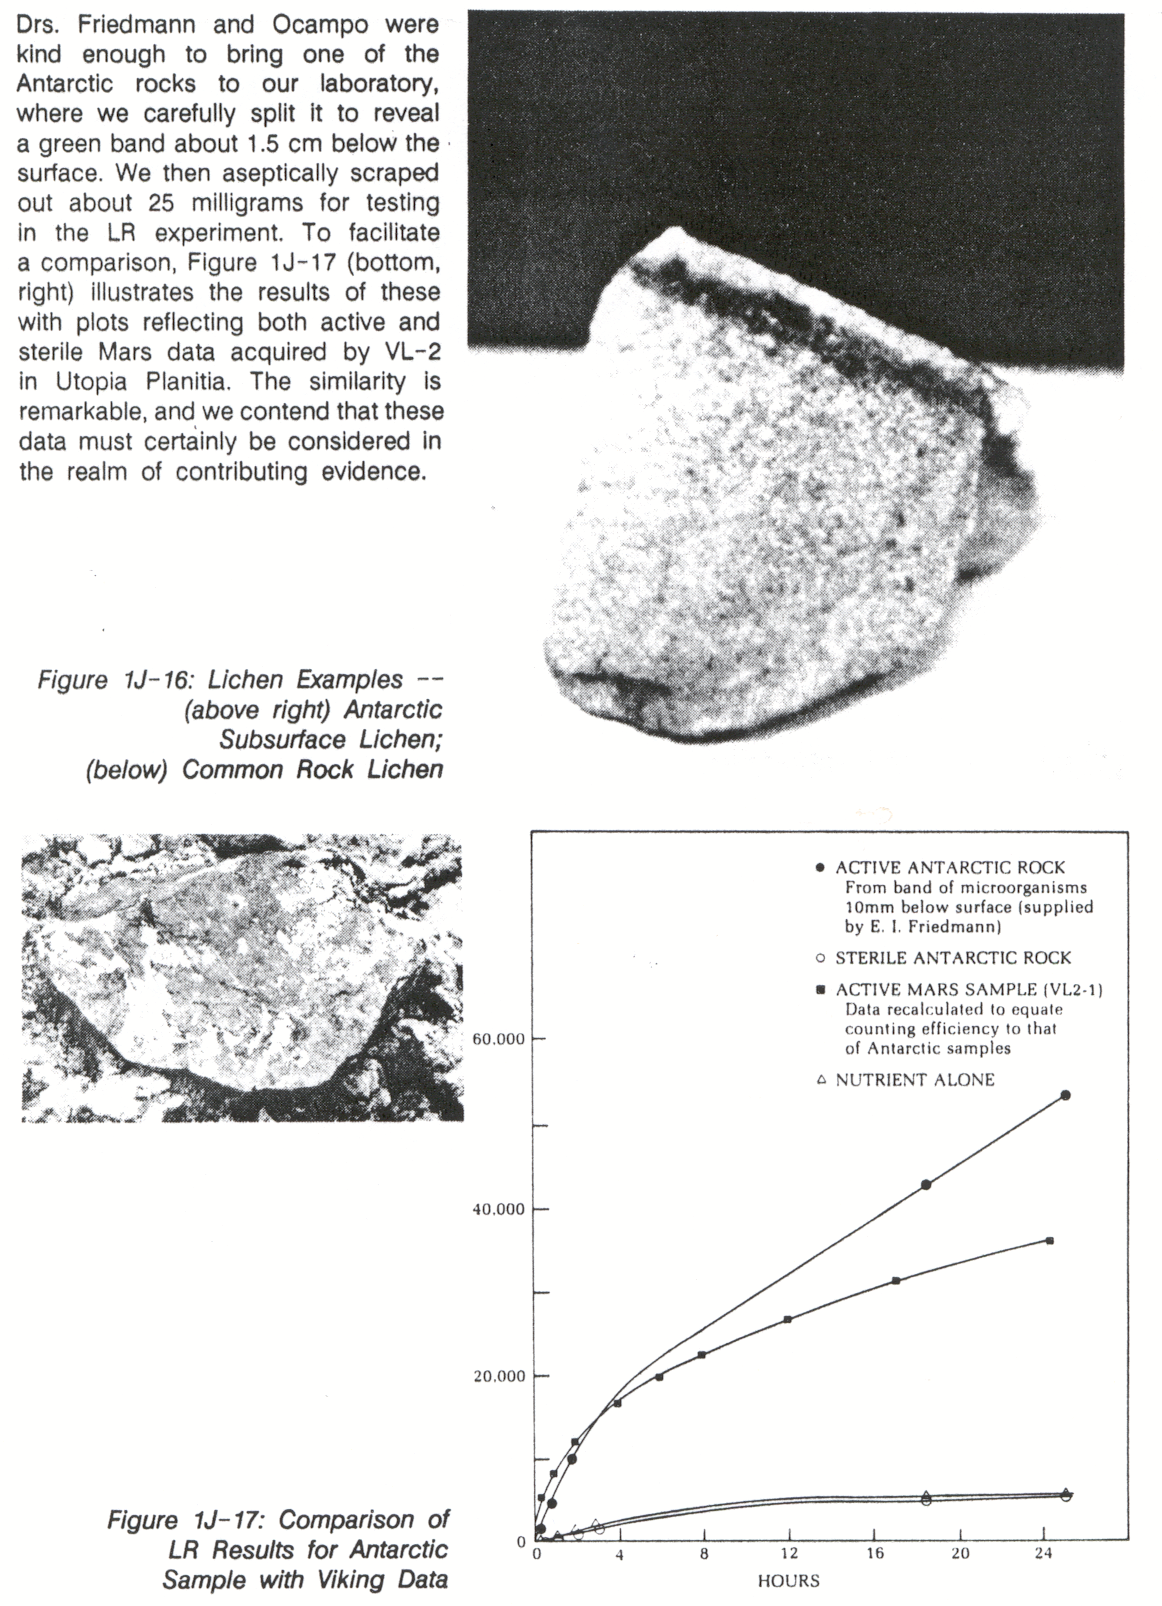 Drs. Friedmann and Ocampo were
kind enough to bring one of the
Antarctic rocks to our laboratory,
where we carefully split it to reveal
a green band about 1.5 cm below the
surface. We then aseptically scraped
out about 25 milligrams for testing
in the LR experiment. To facilitate
a comparison, Figure 1J-17 (bottom,
right) illustrates the results of these
with plots reflecting both active and
sterile Mars data acquired by VL-2
in Utopia Planitia. The similarity is
remarkable, and we contend that these
data must certainly be considered in
the realm of contributing evidence.
Figure 1J-16: Lichen Examples --
(above right) Antarctic
Subsurface Lichen;
(below) Common Rock Lichen
ACTIVE ANTARCTIC ROCK
From band of microorganisms
10mm below surface (supplied
by E. I. Friedmann)
STERILE ANTARCTIC ROCK
ACTIVE MARS SAMPLE (VL2-1)
Data recalculated to equate
counting efficiency to that
of Antarctic samples
NUTRIENT ALONE
60.000
40.000
20.000
0
0 4 8 12 16 20 24
HOURS
Figure 1J-17: Comparison of
LR Results for Antarctic
Sample with Viking Data